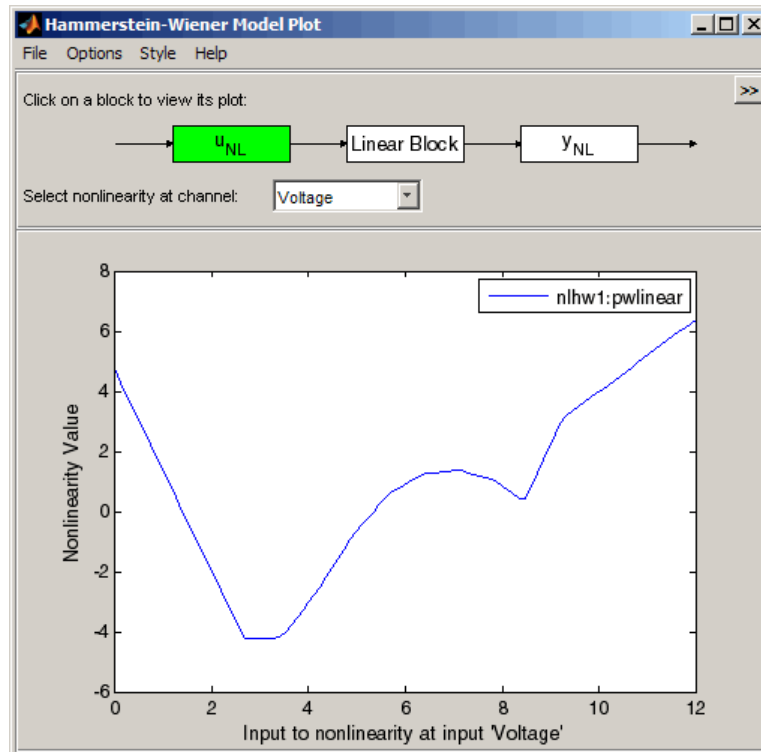 Hammerstein-Wiener Model Plot
File Options Style Help
Click on a block to view its plot:
>>
u_NL Linear Block y_NL
Select nonlinearity at channel: Voltage
8
6
4
2
0
-2
-4
-6
nlhw1:pwlinear
Nonlinearity Value
0 2 4 6 8 10 12
Input to nonlinearity at input 'Voltage'